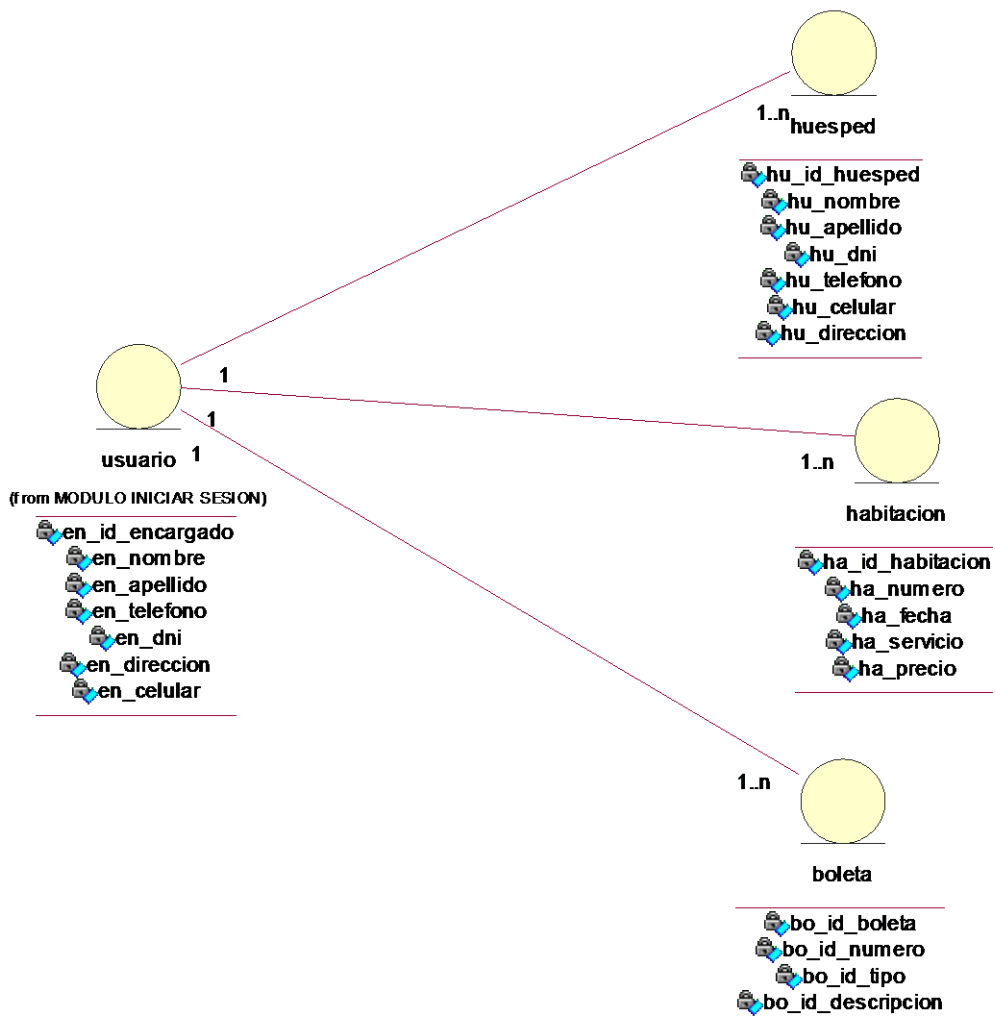 1..n
huesped
hu_id_huesped
hu_nombre
hu_apellido
hu_dni
hu_telefono
hu_celular
hu_direccion
1
1
1
usuario
(from MODULO INICIAR SESION)
en_id_encargado
en_nombre
en_apellido
en_telefono
en_dni
en_direccion
en_celular
1..n
habitacion
ha_id_habitacion
ha_numero
ha_fecha
ha_servicio
ha_precio
1..n
boleta
bo_id_boleta
bo_id_numero
bo_id_tipo
bo_id_descripcion